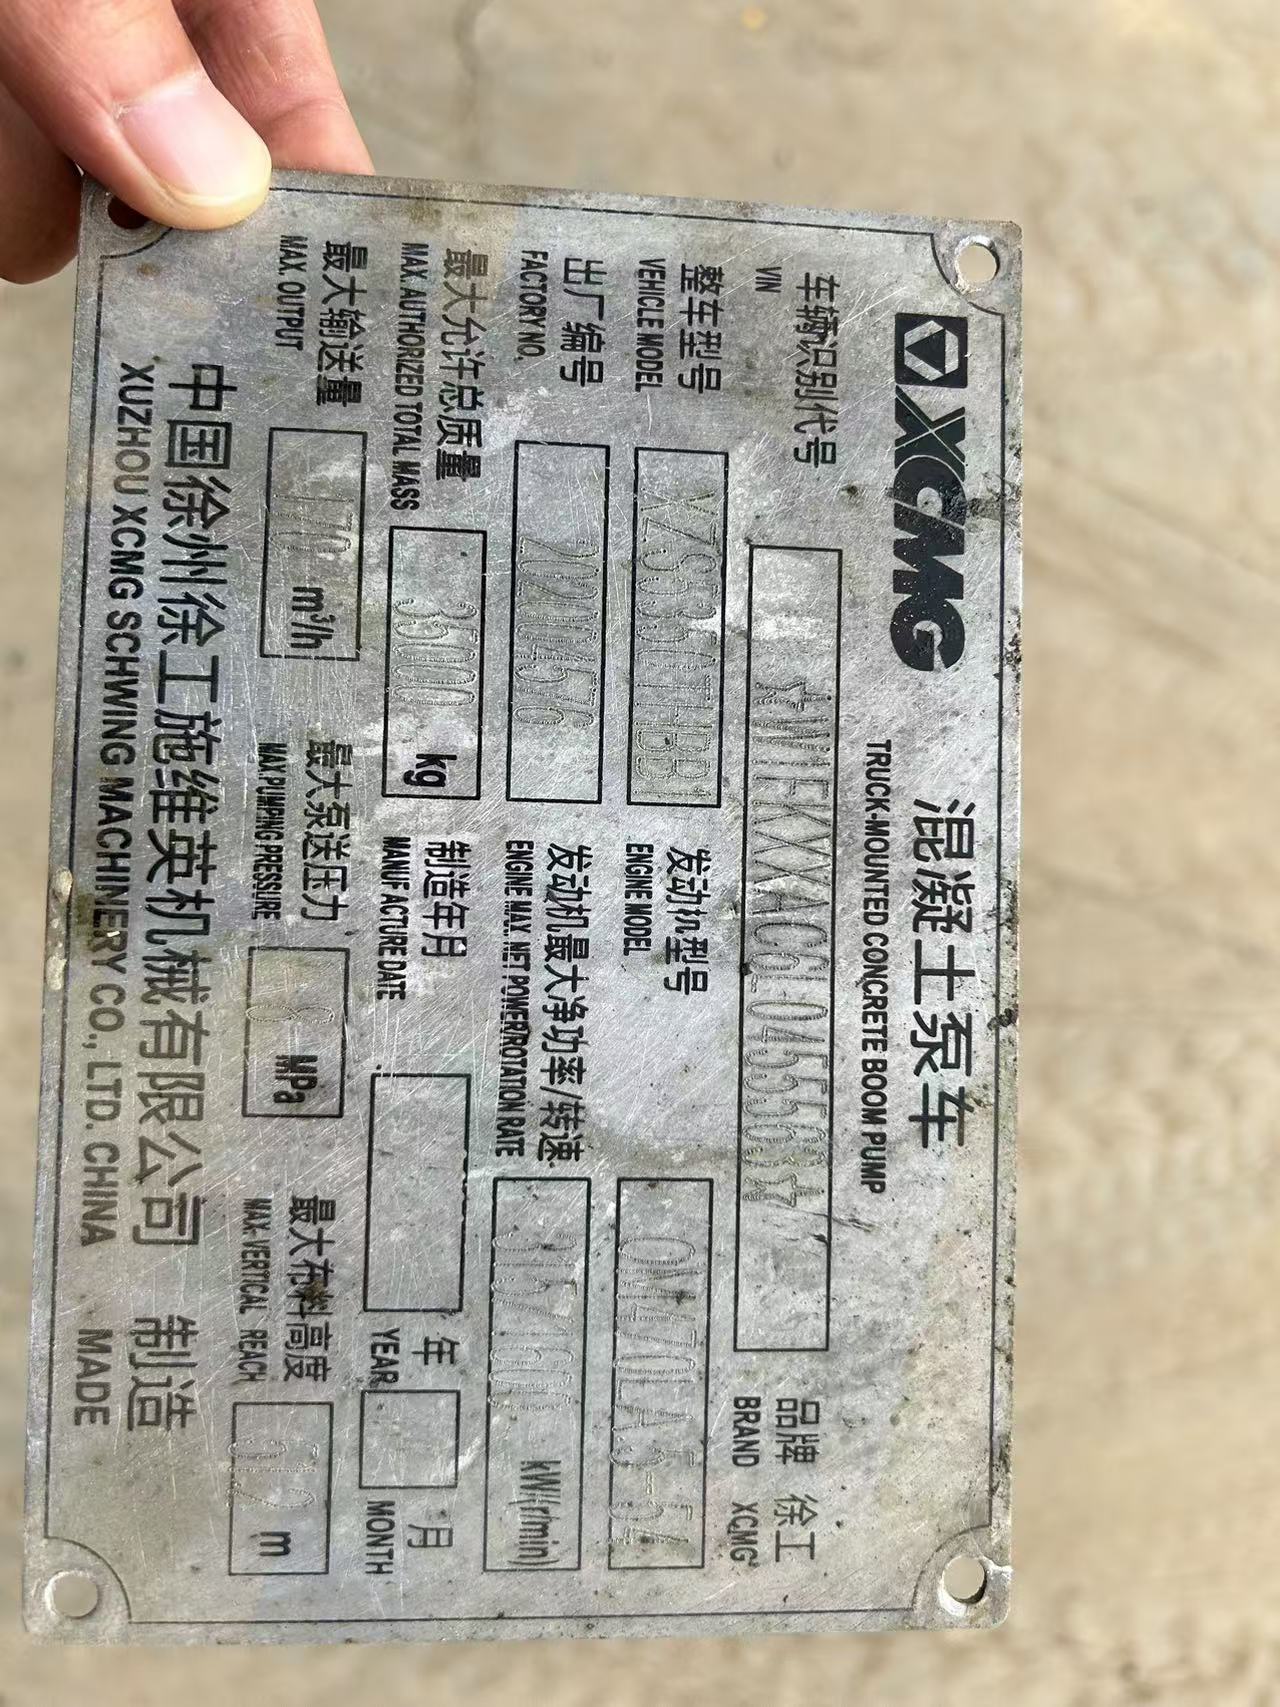 XCMG 混凝土泵车
TRUCK-MOUNTED CONCRETE BOOM PUMP
车辆识别代号
VIN
品牌 徐工
BRAND XCMG
整车型号 XZS5350THB
VEHICLE MODEL
发动机型号 OM470LA.5-54
ENGINE MODEL
出厂编号
FACTORY NO.
发动机最大净功率/转速 315/1600 kW/(r/min)
ENGINE MAX. NET POWER/ROTATION RATE
最大允许总质量 35000 kg
MAX. AUTHORIZED TOTAL MASS
制造年月 年 月
MANUFACTURE DATE YEAR MONTH
最大输送量 170 m³/h
MAX. OUTPUT
最大泵送压力 8 MPa
MAX. PUMPING PRESSURE
最大布料高度 m
MAX. VERTICAL REACH
中国徐州徐工施维英机械有限公司 制造
XUZHOU XCMG SCHWING MACHINERY CO., LTD. CHINA MADE